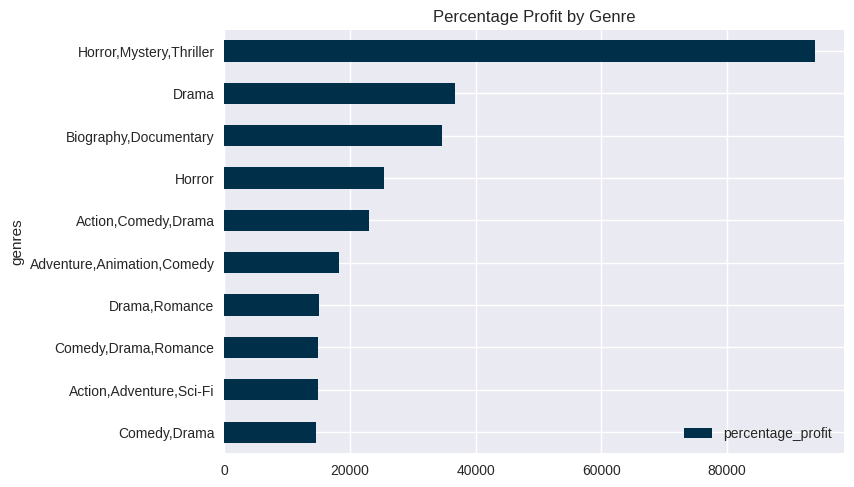 Percentage Profit by Genre
genres
Horror,Mystery,Thriller
Drama
Biography,Documentary
Horror
Action,Comedy,Drama
Adventure,Animation,Comedy
Drama,Romance
Comedy,Drama,Romance
Action,Adventure,Sci-Fi
Comedy,Drama
percentage_profit
0 20000 40000 60000 80000